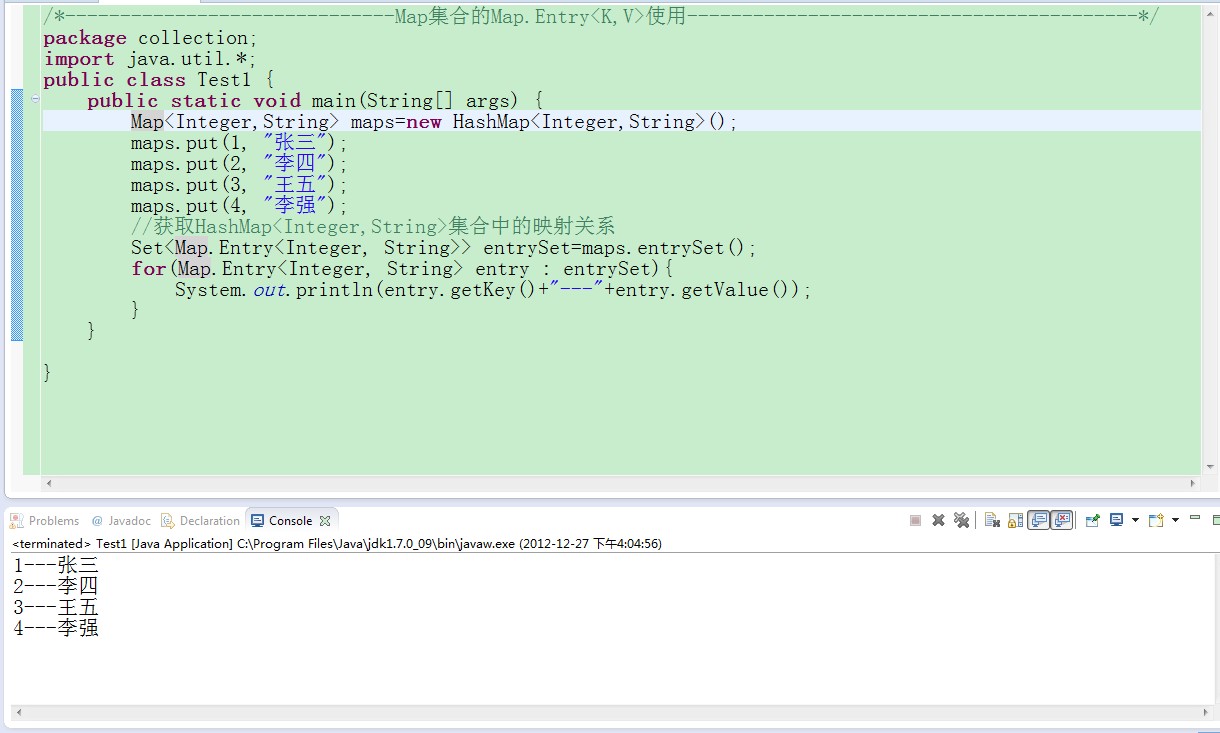 /*------------------------------Map集合的Map.Entry<K,V>使用---------------------------------------*/
package collection;
import java.util.*;
public class Test1 {
    public static void main(String[] args) {
        Map<Integer,String> maps=new HashMap<Integer,String>();
        maps.put(1, "张三");
        maps.put(2, "李四");
        maps.put(3, "王五");
        maps.put(4, "李强");
        //获取HashMap<Integer,String>集合中的映射关系
        Set<Map.Entry<Integer, String>> entrySet=maps.entrySet();
        for(Map.Entry<Integer, String> entry : entrySet){
            System.out.println(entry.getKey()+"---"+entry.getValue());
        }
    }
}
Problems @ Javadoc Declaration Console
<terminated> Test1 [Java Application] C:\Program Files\Java\jdk1.7.0_09\bin\javaw.exe (2012-12-27 下午4:04:56)
1---张三
2---李四
3---王五
4---李强